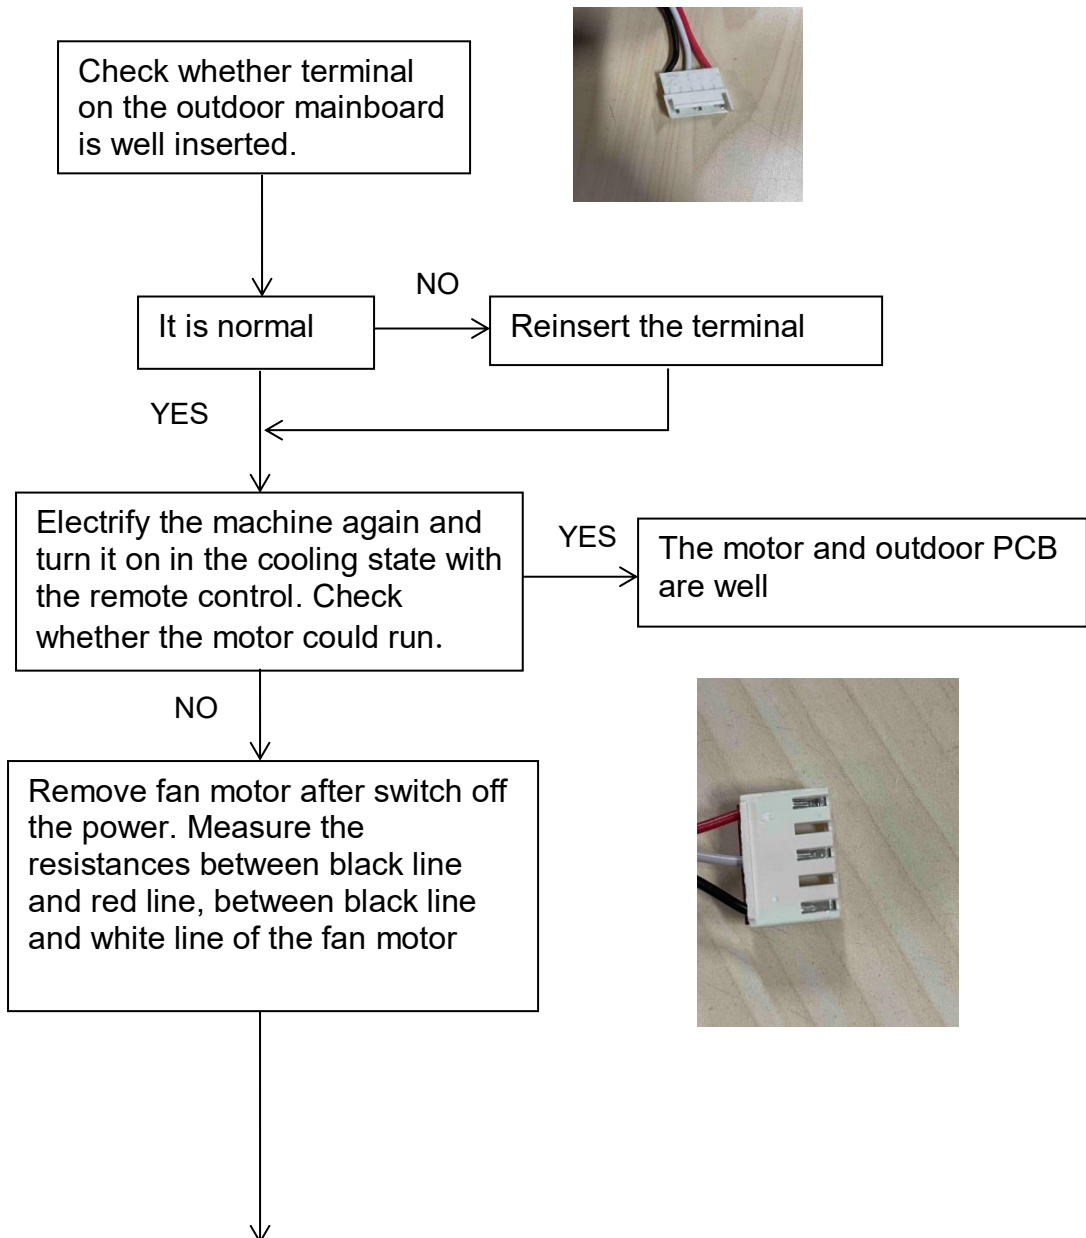 Check whether terminal
on the outdoor mainboard
is well inserted.
NO
It is normal
Reinsert the terminal
YES
Electrify the machine again and
turn it on in the cooling state with
the remote control. Check
whether the motor could run.
YES
The motor and outdoor PCB
are well
NO
Remove fan motor after switch off
the power. Measure the
resistances between black line
and red line, between black line
and white line of the fan motor